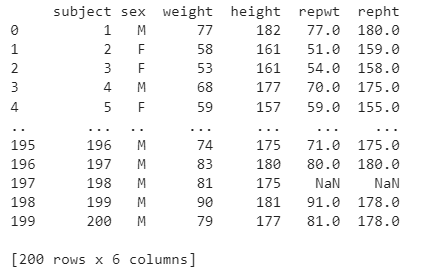 subject sex weight height repwt repht
0 1 M 77 182 77.0 180.0
1 2 F 58 161 51.0 159.0
2 3 F 53 161 54.0 158.0
3 4 M 68 177 70.0 175.0
4 5 F 59 157 59.0 155.0
.. ... .. ... ... ... ...
195 196 M 74 175 71.0 175.0
196 197 M 83 180 80.0 180.0
197 198 M 81 175 NaN NaN
198 199 M 90 181 91.0 178.0
199 200 M 79 177 81.0 178.0
[200 rows x 6 columns]